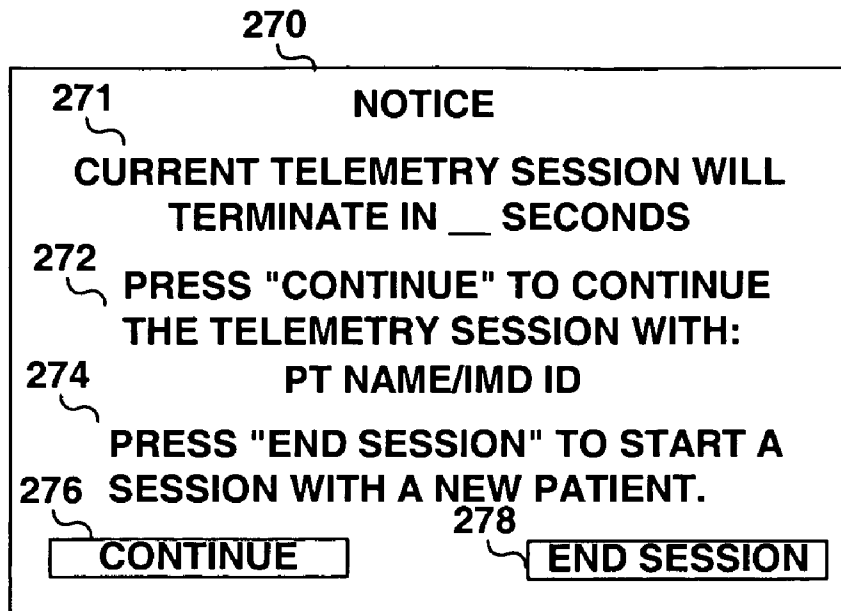 270
271
NOTICE
CURRENT TELEMETRY SESSION WILL
TERMINATE IN __ SECONDS
272
PRESS "CONTINUE" TO CONTINUE
THE TELEMETRY SESSION WITH:
274
PT NAME/IMD ID
PRESS "END SESSION" TO START A
SESSION WITH A NEW PATIENT.
276
278
CONTINUE
END SESSION